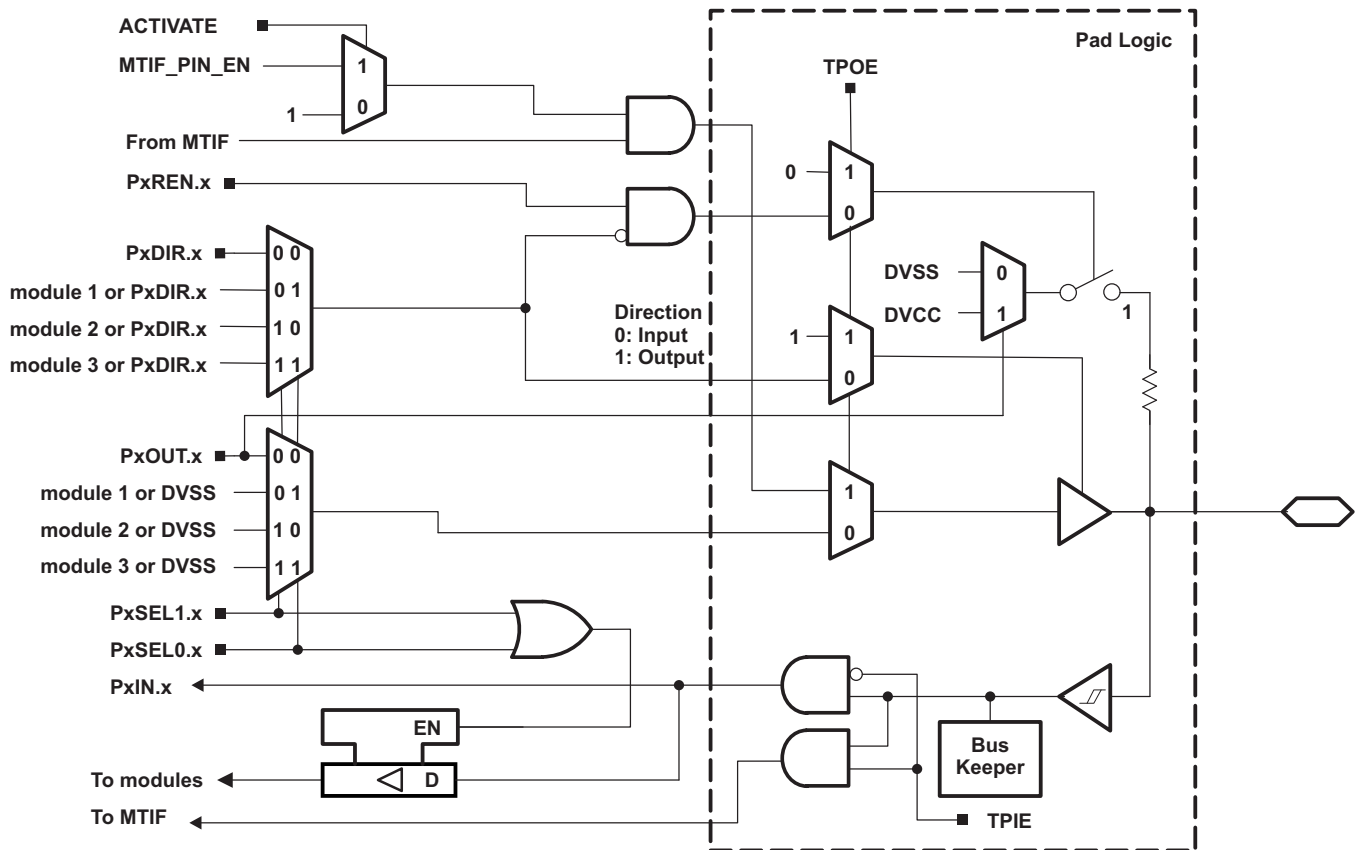 ACTIVATE
MTIF_PIN_EN
1
0
1
From MTIF
PxREN.x
PxDIR.x
0 0
module 1 or PxDIR.x
0 1
module 2 or PxDIR.x
1 0
module 3 or PxDIR.x
1 1
PxOUT.x
0 0
module 1 or DVSS
0 1
module 2 or DVSS
1 0
module 3 or DVSS
1 1
PxSEL1.x
PxSEL0.x
PxIN.x
EN
D
To modules
To MTIF
Direction
0: Input
1: Output
Pad Logic
TPOE
0
1
0
DVSS
0
DVCC
1
1
1
1
0
1
0
Bus
Keeper
TPIE